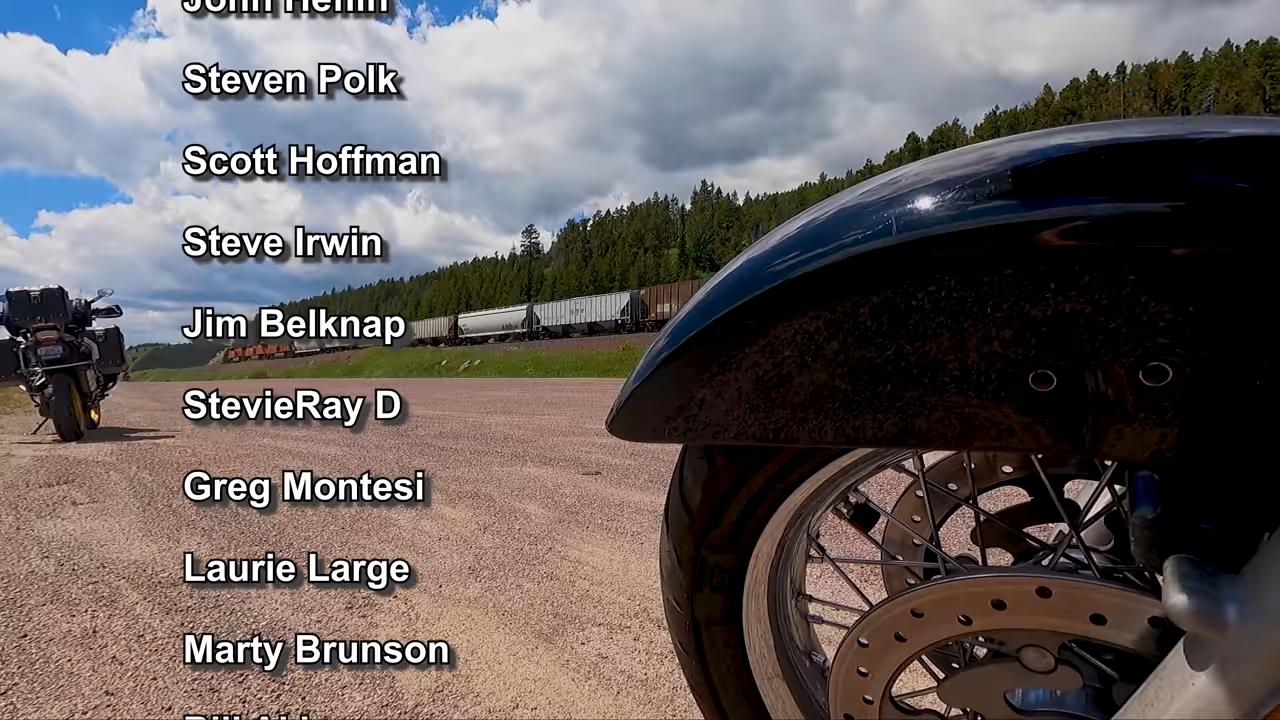 Steven Polk
Scott Hoffman
Steve Irwin
Jim Belknap
StevieRay D
Greg Montesi
Laurie Large
Marty Brunson